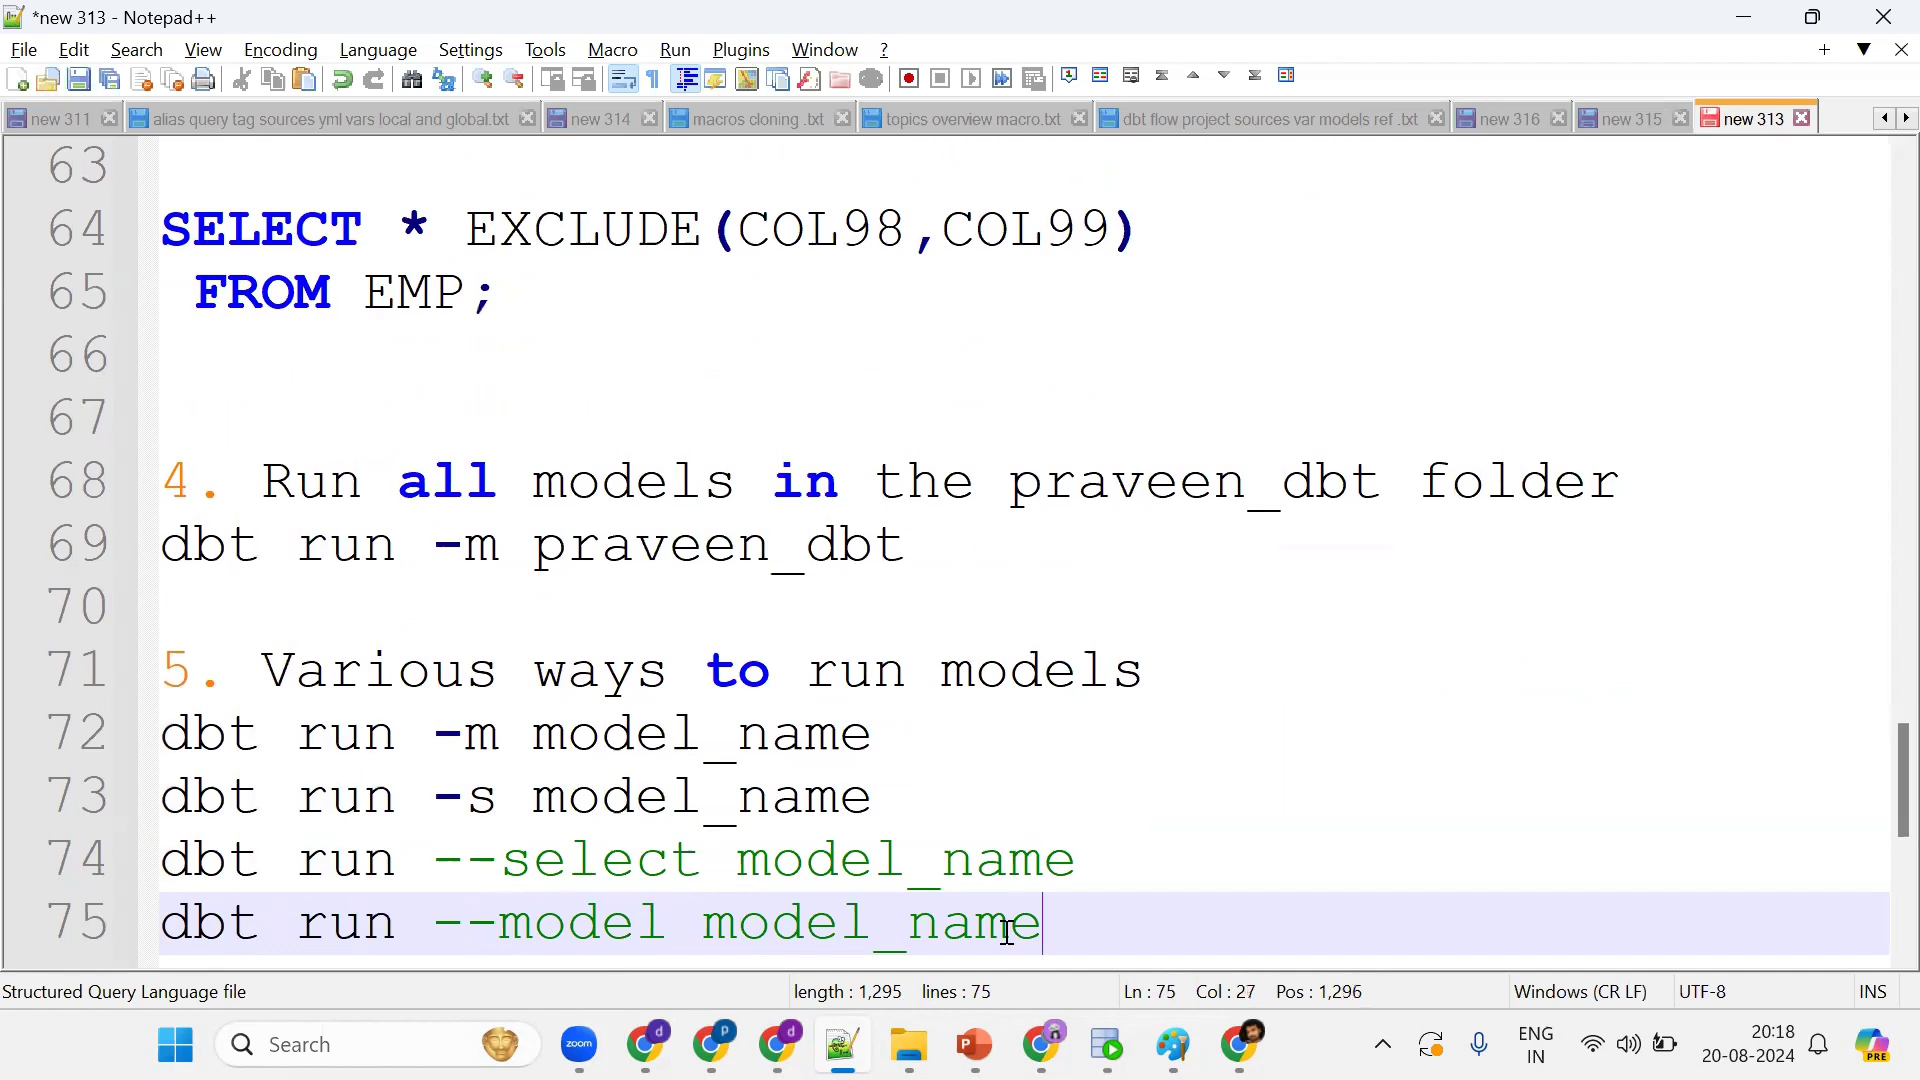 *new 313 - Notepad++
File Edit Search View Encoding Language Settings Tools Macro Run Plugins Window ?
new 311 alias query tag sources yml vars local and global.txt new 314 macros cloning .txt topics overview macro.txt dbt flow project sources var models ref .txt new 316 new 315 new 313
63
64 SELECT * EXCLUDE(COL98,COL99)
65 FROM EMP;
66
67
68 4. Run all models in the praveen_dbt folder
69 dbt run -m praveen_dbt
70
71 5. Various ways to run models
72 dbt run -m model_name
73 dbt run -s model_name
74 dbt run --select model_name
75 dbt run --model model_name
Structured Query Language file length : 1,295 lines : 75 Ln : 75 Col : 27 Pos : 1,296 Windows (CR LF) UTF-8 INS
Search zoom d p d ENG IN 20:18 20-08-2024 PRE